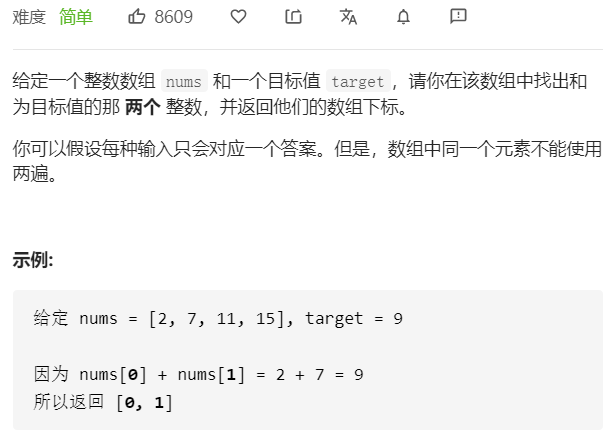 难度 简单 8609
给定一个整数数组 nums 和一个目标值 target，请你在该数组中找出和
为目标值的那 两个 整数，并返回他们的数组下标。
你可以假设每种输入只会对应一个答案。但是，数组中同一个元素不能使用
两遍。
示例:
给定 nums = [2, 7, 11, 15], target = 9
因为 nums[0] + nums[1] = 2 + 7 = 9
所以返回 [0, 1]